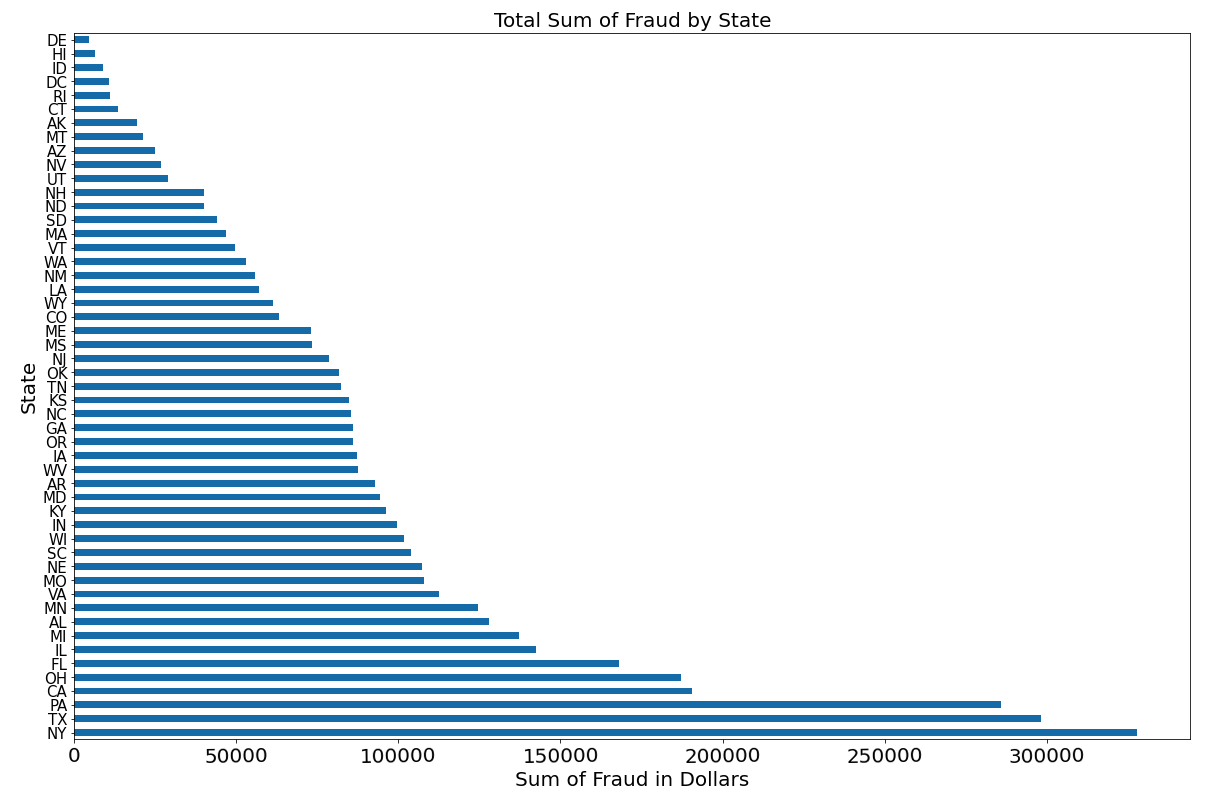 Total Sum of Fraud by State
DE
HI
ID
DC
RI
CT
AK
MT
AZ
NV
UT
NH
ND
SD
MA
VT
WA
NM
LA
WY
CO
ME
MS
NJ
OK
TN
KS
NC
GA
OR
IA
WV
AR
MD
KY
IN
WI
SC
NE
MO
VA
MN
AL
MI
IL
FL
OH
CA
PA
TX
NY
State
0 50000 100000 150000 200000 250000 300000
Sum of Fraud in Dollars